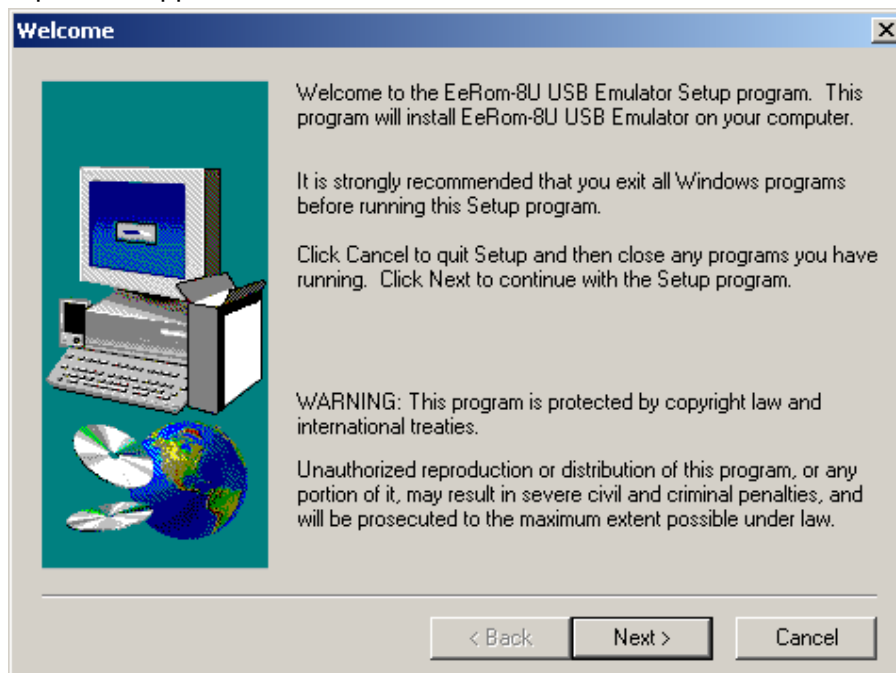 Welcome
Welcome to the EeRom-8U USB Emulator Setup program. This
program will install EeRom-8U USB Emulator on your computer.
It is strongly recommended that you exit all Windows programs
before running this Setup program.
Click Cancel to quit Setup and then close any programs you have
running. Click Next to continue with the Setup program.
WARNING: This program is protected by copyright law and
international treaties.
Unauthorized reproduction or distribution of this program, or any
portion of it, may result in severe civil and criminal penalties, and
will be prosecuted to the maximum extent possible under law.
< Back
Next >
Cancel